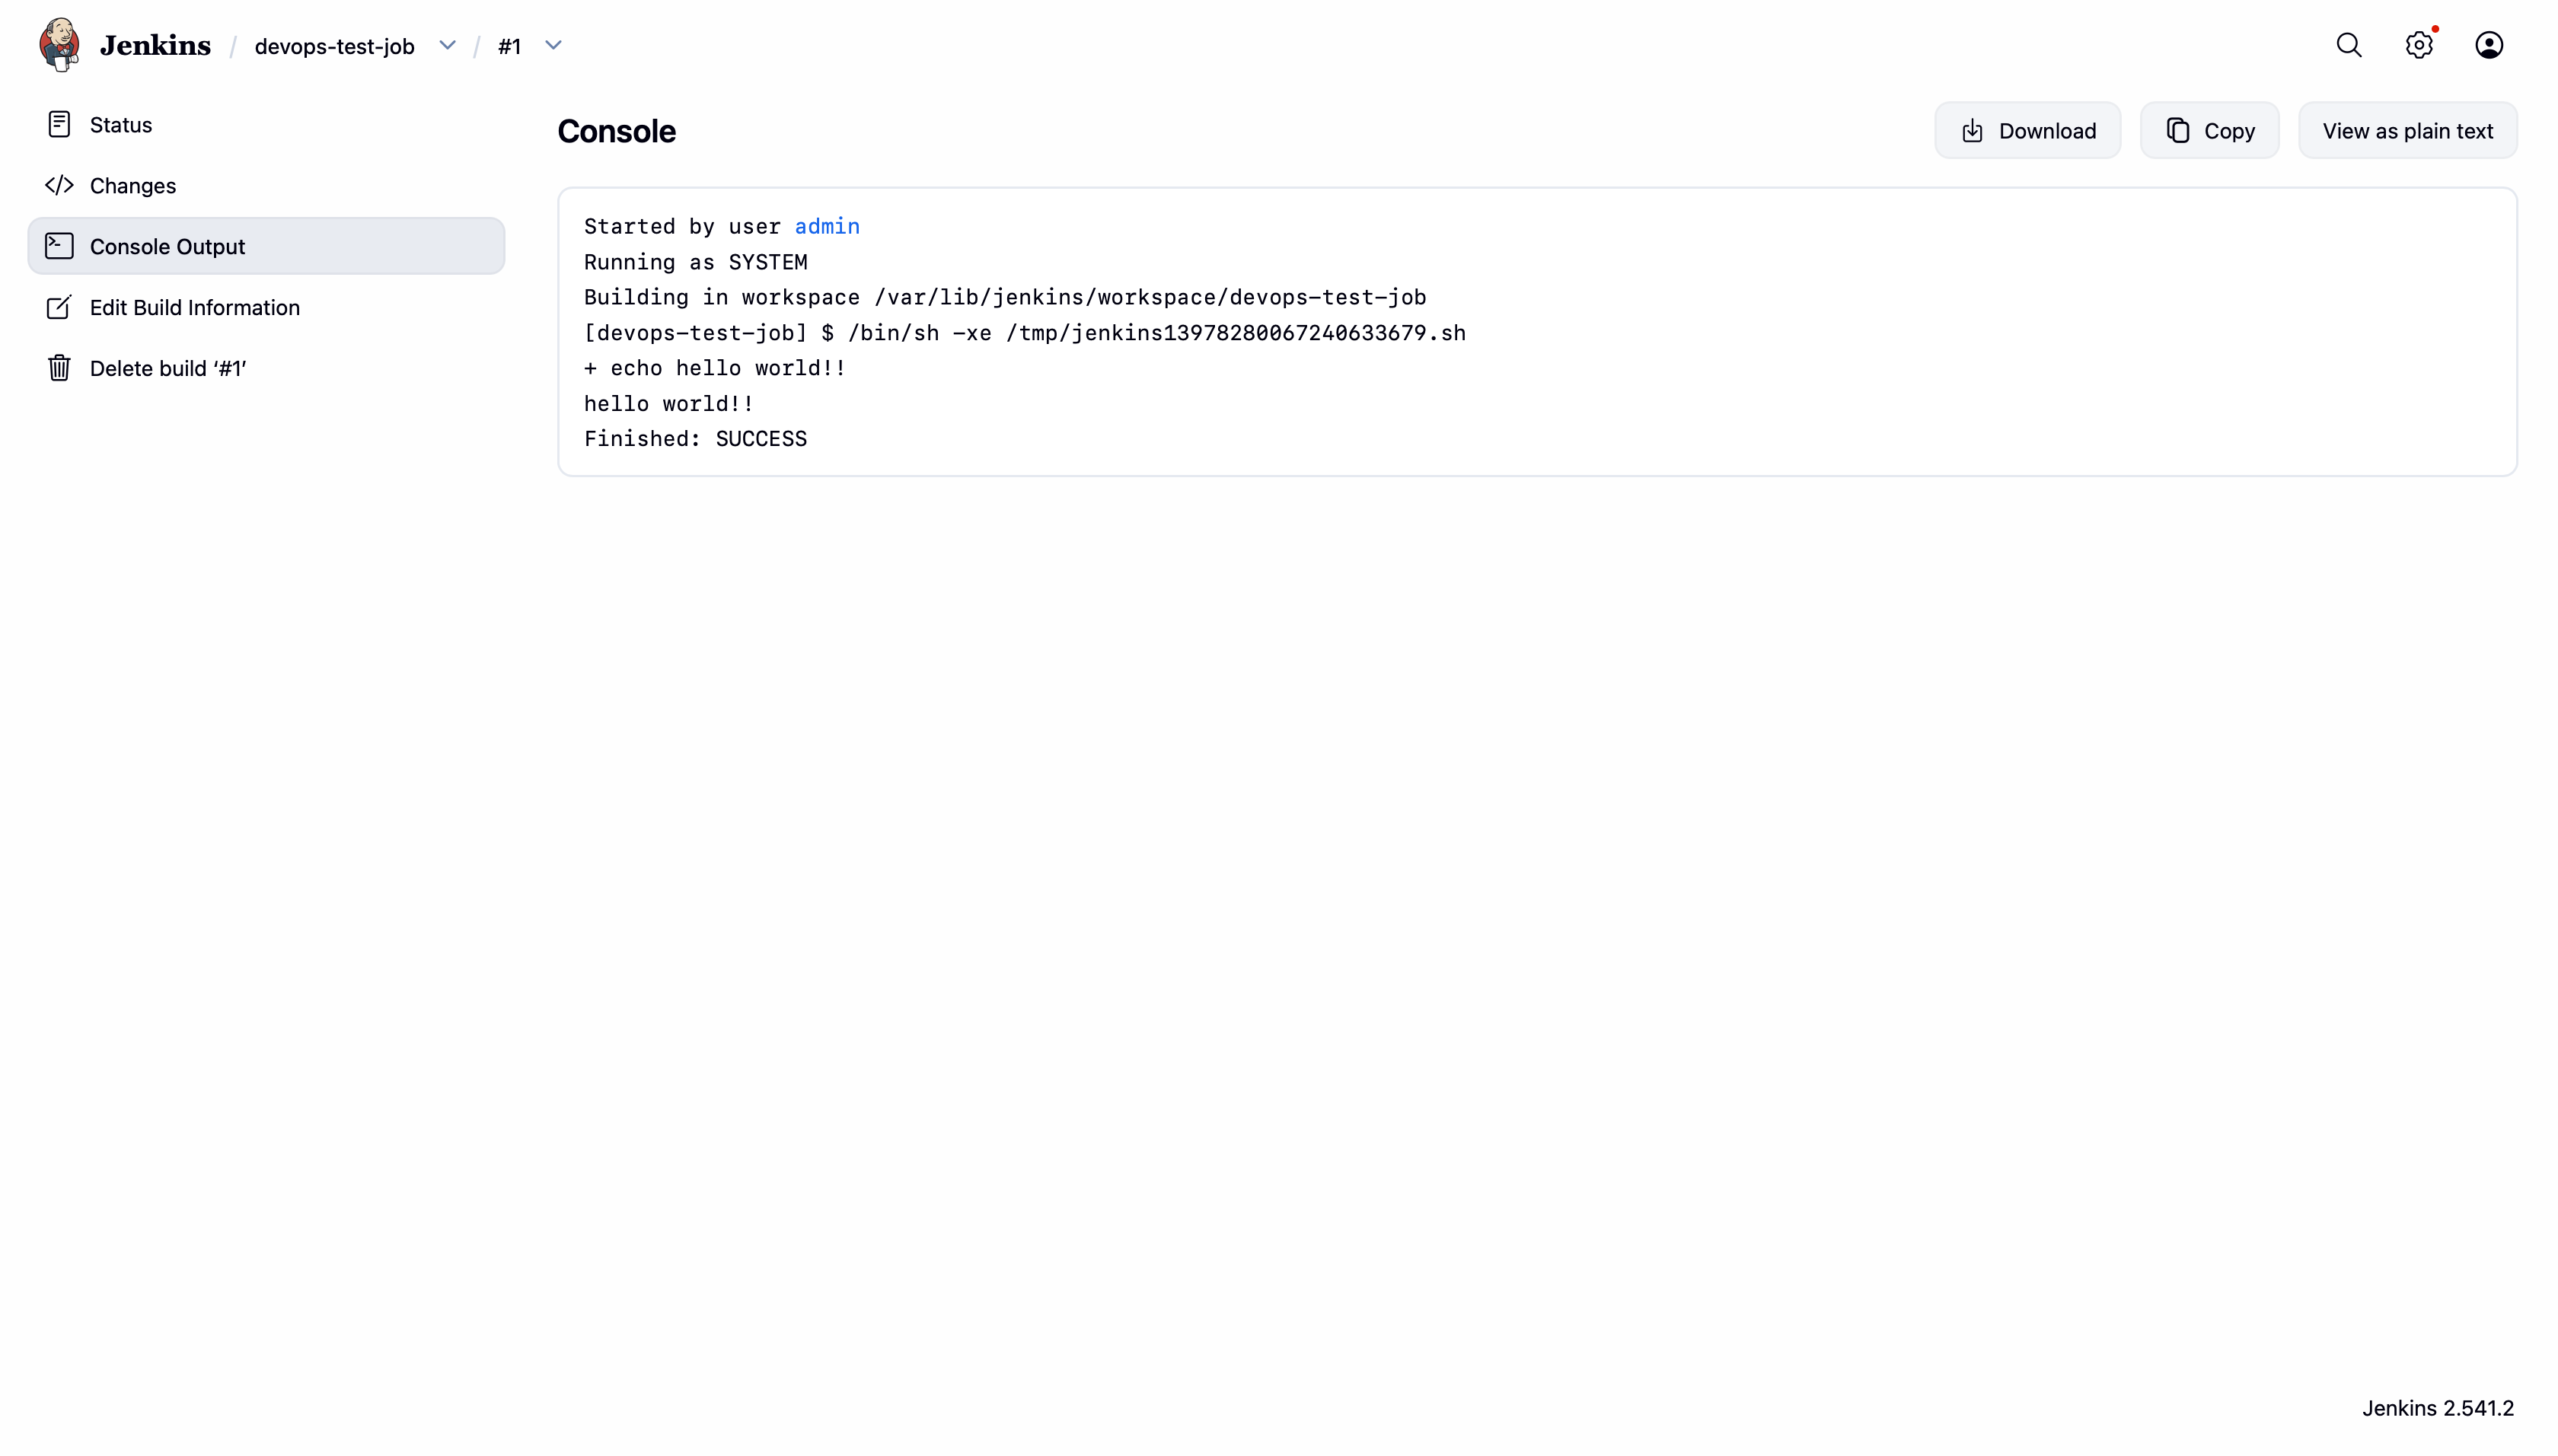 Jenkins / devops-test-job / #1
Status
Changes
Console Output
Edit Build Information
Delete build ‘#1’
Console
Download
Copy
View as plain text
Started by user admin
Running as SYSTEM
Building in workspace /var/lib/jenkins/workspace/devops-test-job
[devops-test-job] $ /bin/sh -xe /tmp/jenkins13978280067240633679.sh
+ echo hello world!!
hello world!!
Finished: SUCCESS
Jenkins 2.541.2